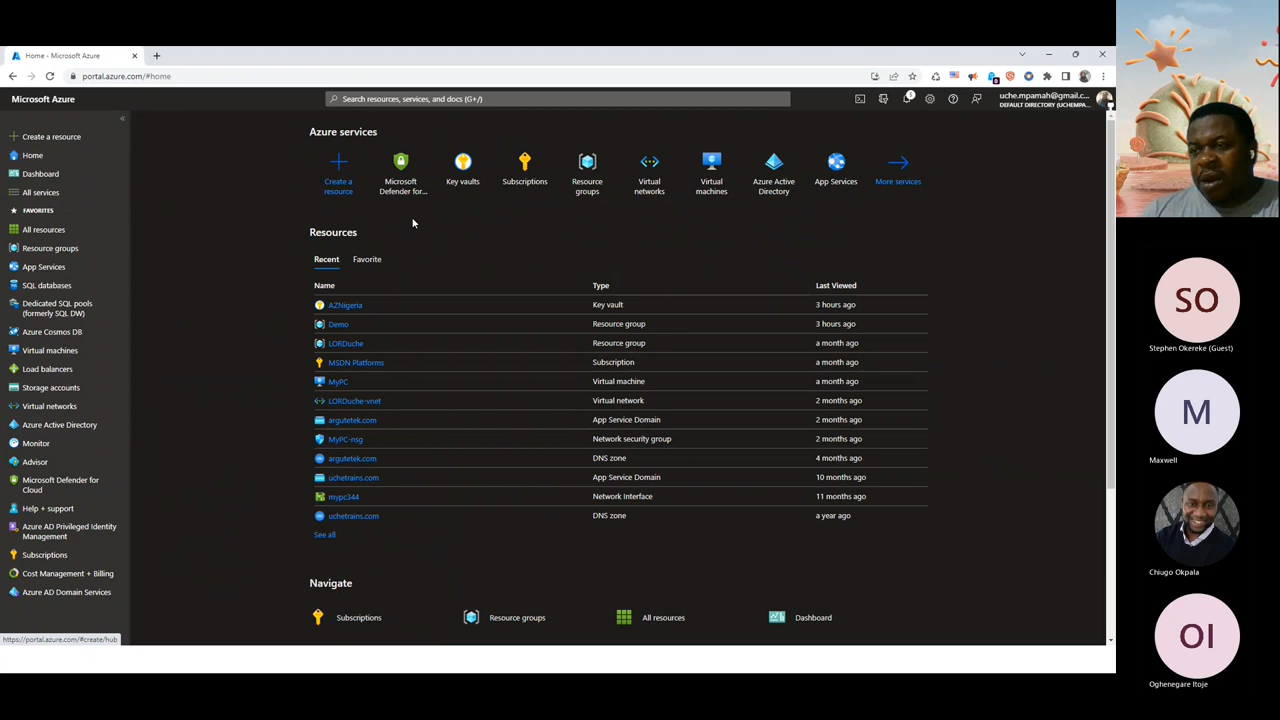 Home - Microsoft Azure
portal.azure.com/#home
Microsoft Azure
Search resources, services, and docs (G+/)
uche.mpamah@gmail.c...
DEFAULT DIRECTORY (UCHEMPA...
Create a resource
Home
Dashboard
All services
FAVORITES
All resources
Resource groups
App Services
SQL databases
Dedicated SQL pools
(formerly SQL DW)
Azure Cosmos DB
Virtual machines
Load balancers
Storage accounts
Virtual networks
Azure Active Directory
Monitor
Advisor
Microsoft Defender for
Cloud
Help + support
Azure AD Privileged Identity
Management
Subscriptions
Cost Management + Billing
Azure AD Domain Services
https://portal.azure.com/#create/hub
Azure services
Create a
resource
Microsoft
Defender for...
Key vaults
Subscriptions
Resource
groups
Virtual
networks
Virtual
machines
Azure Active
Directory
App Services
More services
Resources
Recent Favorite
Name Type Last Viewed
AZNigeria Key vault 3 hours ago
Demo Resource group 3 hours ago
LORDuche Resource group a month ago
MSDN Platforms Subscription a month ago
MyPC Virtual machine a month ago
LORDuche-vnet Virtual network 2 months ago
argutetek.com App Service Domain 2 months ago
MyPC-nsg Network security group 2 months ago
argutetek.com DNS zone 4 months ago
uchetrains.com App Service Domain 10 months ago
mypc344 Network Interface 11 months ago
uchetrains.com DNS zone a year ago
See all
Navigate
Subscriptions Resource groups All resources Dashboard
SO
Stephen Okereke (Guest)
M
Maxwell
Chiugo Okpala
OI
Oghenegare Itoje